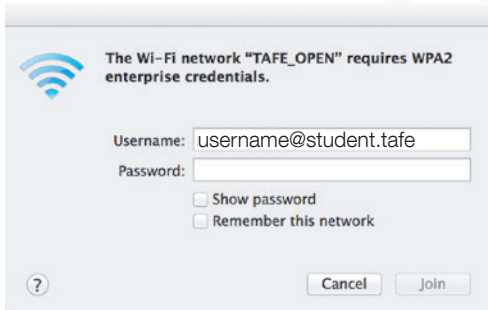 The Wi-Fi network “TAFE_OPEN” requires WPA2
enterprise credentials.
Username: username@student.tafe
Password:
Show password
Remember this network
? Cancel Join